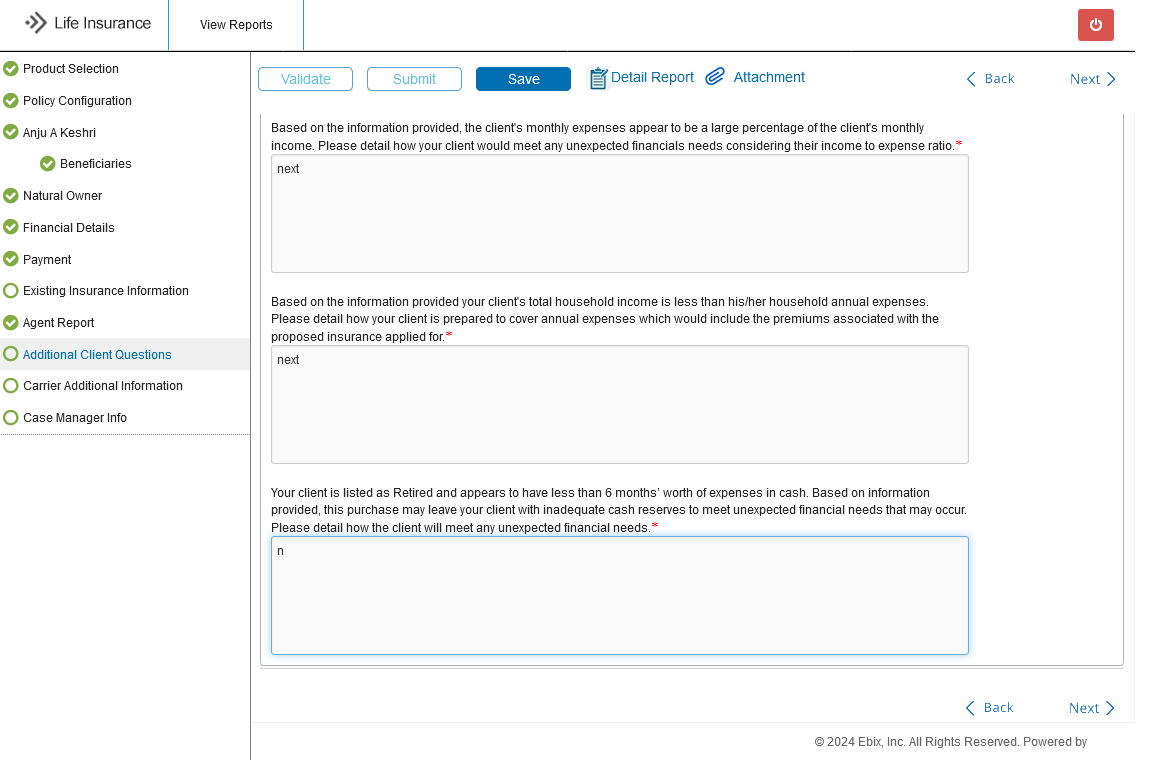 Life Insurance
View Reports
Product Selection
Policy Configuration
Anju A Keshri
Beneficiaries
Natural Owner
Financial Details
Payment
Existing Insurance Information
Agent Report
Additional Client Questions
Carrier Additional Information
Case Manager Info
Validate
Submit
Save
Detail Report
Attachment
Back
Next
Based on the information provided, the client's monthly expenses appear to be a large percentage of the client's monthly
income. Please detail how your client would meet any unexpected financials needs considering their income to expense ratio.*
next
Based on the information provided your client's total household income is less than his/her household annual expenses.
Please detail how your client is prepared to cover annual expenses which would include the premiums associated with the
proposed insurance applied for.*
next
Your client is listed as Retired and appears to have less than 6 months' worth of expenses in cash. Based on information
provided, this purchase may leave your client with inadequate cash reserves to meet unexpected financial needs that may occur.
Please detail how the client will meet any unexpected financial needs.*
n
Back
Next
© 2024 Ebix, Inc. All Rights Reserved. Powered by